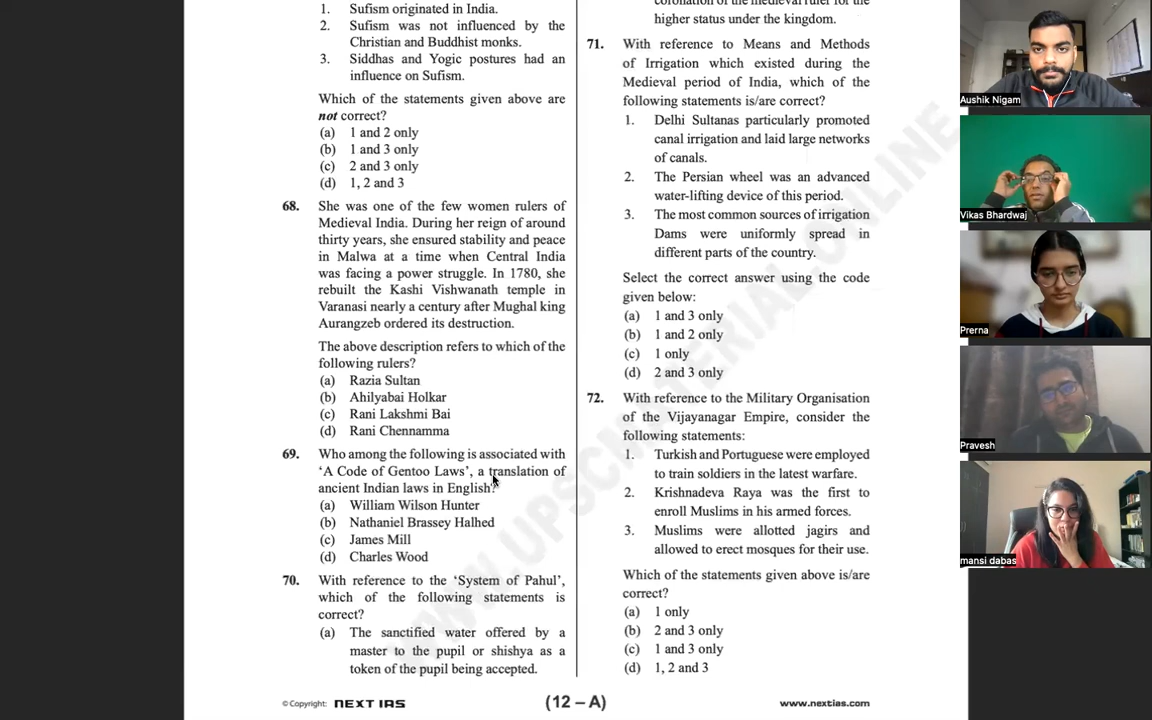 1. Sufism originated in India.
2. Sufism was not influenced by the
Christian and Buddhist monks.
3. Siddhas and Yogic postures had an
influence on Sufism.
Which of the statements given above are
not correct?
(a) 1 and 2 only
(b) 1 and 3 only
(c) 2 and 3 only
(d) 1, 2 and 3
68. She was one of the few women rulers of
Medieval India. During her reign of around
thirty years, she ensured stability and peace
in Malwa at a time when Central India
was facing a power struggle. In 1780, she
rebuilt the Kashi Vishwanath temple in
Varanasi nearly a century after Mughal king
Aurangzeb ordered its destruction.
The above description refers to which of the
following rulers?
(a) Razia Sultan
(b) Ahilyabai Holkar
(c) Rani Lakshmi Bai
(d) Rani Chennamma
69. Who among the following is associated with
‘A Code of Gentoo Laws’, a translation of
ancient Indian laws in English?
(a) William Wilson Hunter
(b) Nathaniel Brassey Halhed
(c) James Mill
(d) Charles Wood
70. With reference to the ‘System of Pahul’,
which of the following statements is
correct?
(a) The sanctified water offered by a
master to the pupil or shishya as a
token of the pupil being accepted.
coronation of the medieval ruler for the
higher status under the kingdom.
71. With reference to Means and Methods
of Irrigation which existed during the
Medieval period of India, which of the
following statements is/are correct?
1. Delhi Sultanas particularly promoted
canal irrigation and laid large networks
of canals.
2. The Persian wheel was an advanced
water-lifting device of this period.
3. The most common sources of irrigation
Dams were uniformly spread in
different parts of the country.
Select the correct answer using the code
given below:
(a) 1 and 3 only
(b) 1 and 2 only
(c) 1 only
(d) 2 and 3 only
72. With reference to the Military Organisation
of the Vijayanagar Empire, consider the
following statements:
1. Turkish and Portuguese were employed
to train soldiers in the latest warfare.
2. Krishnadeva Raya was the first to
enroll Muslims in his armed forces.
3. Muslims were allotted jagirs and
allowed to erect mosques for their use.
Which of the statements given above is/are
correct?
(a) 1 only
(b) 2 and 3 only
(c) 1 and 3 only
(d) 1, 2 and 3
©Copyright: NEXT IAS
(12 – A)
www.nextias.com
WWW.UPSCMATERIAL.ONLINE
Aushik Nigam
Vikas Bhardwaj
Prerna
Pravesh
mansi dabas